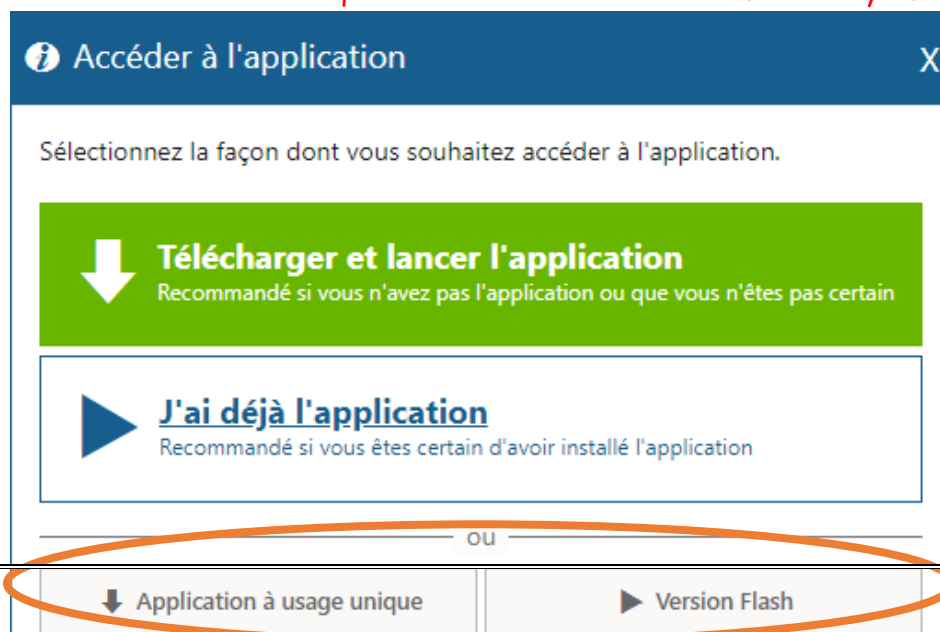 Accéder à l'application
X
Sélectionnez la façon dont vous souhaitez accéder à l'application.
Télécharger et lancer l'application
Recommandé si vous n'avez pas l'application ou que vous n'êtes pas certain
J'ai déjà l'application
Recommandé si vous êtes certain d'avoir installé l'application
ou
Application à usage unique
Version Flash